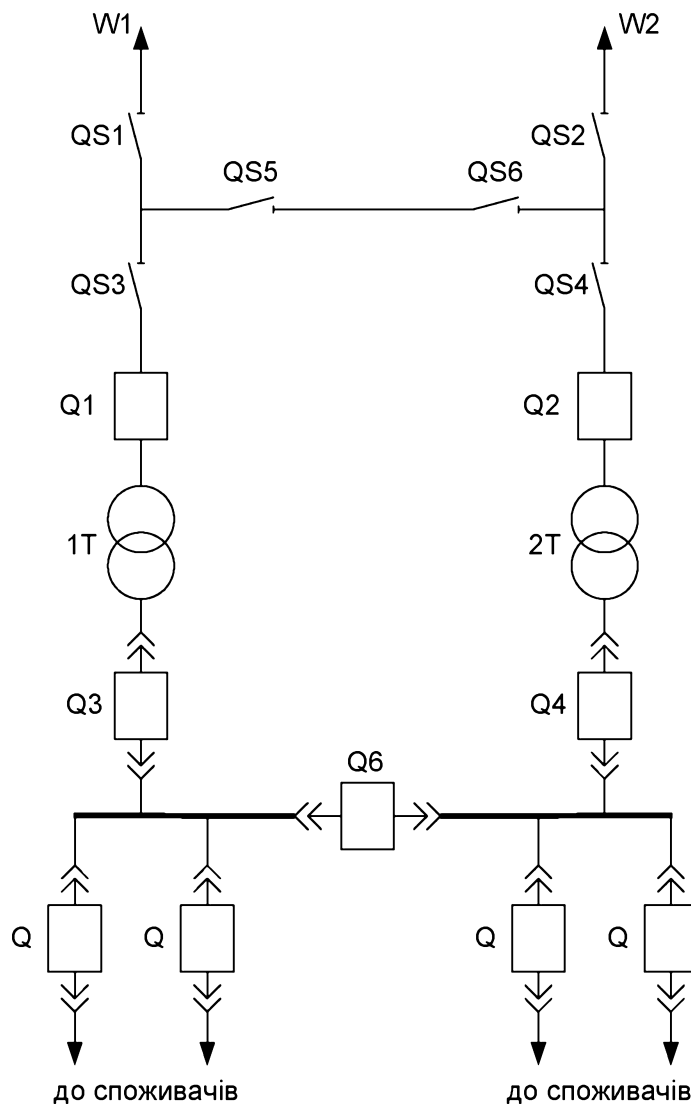 W1
W2
QS1
QS2
QS5
QS6
QS3
QS4
Q1
Q2
1T
2T
Q3
Q4
Q6
Q
Q
Q
Q
до споживачів
до споживачів